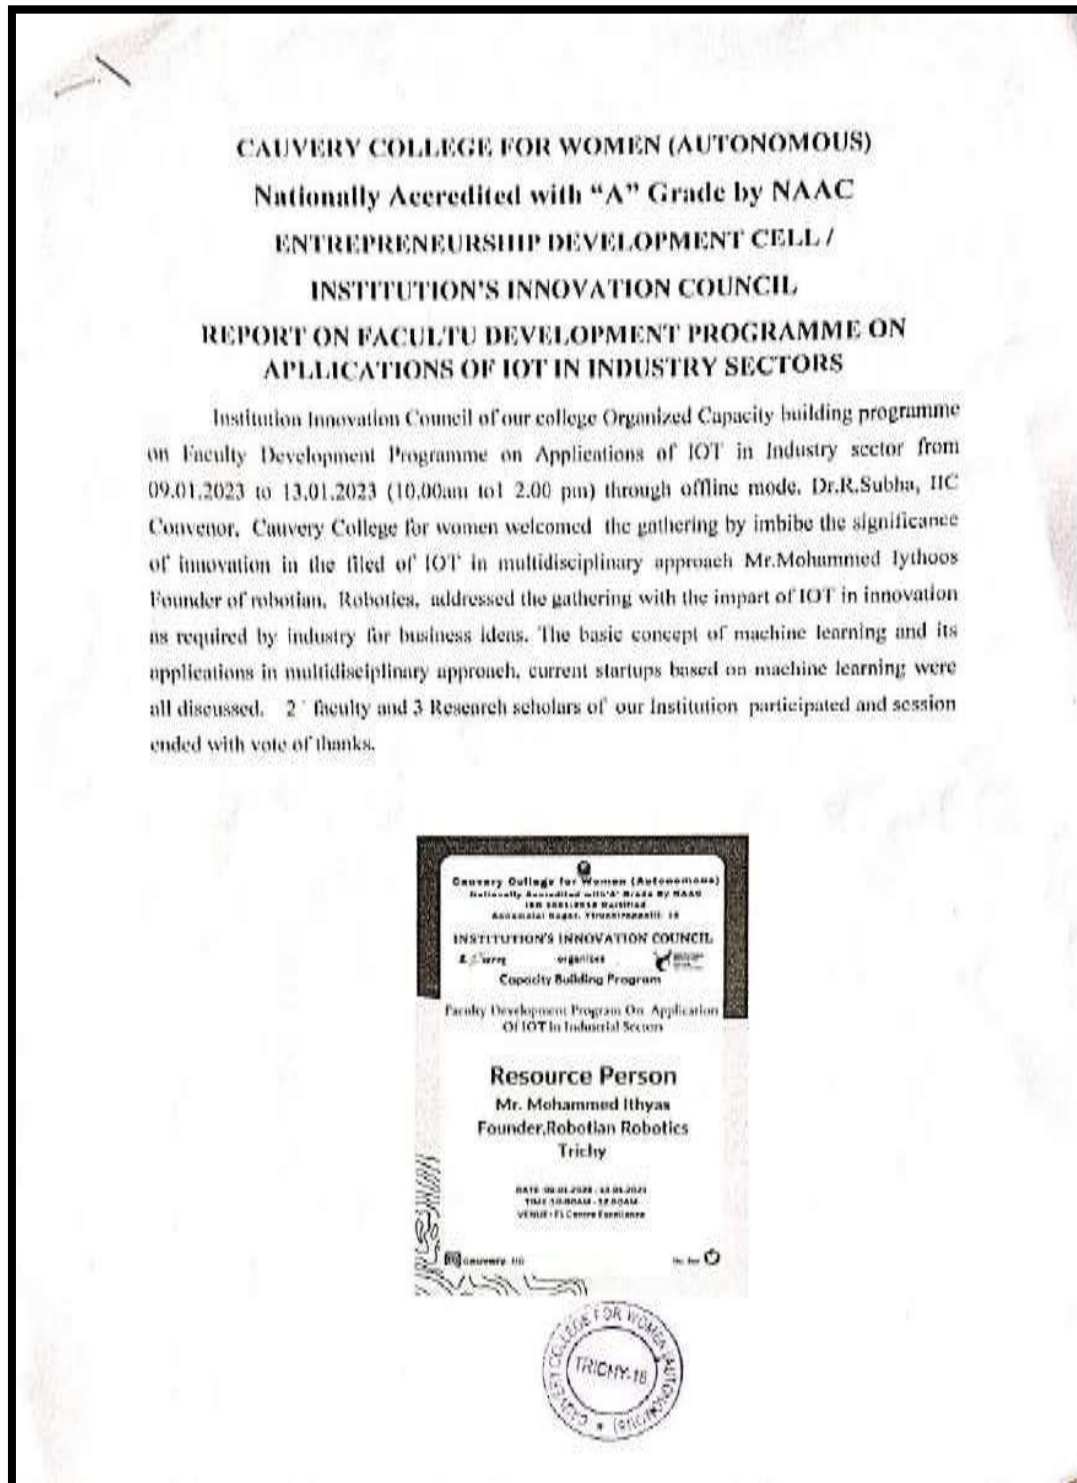 CAUVERY COLLEGE FOR WOMEN (AUTONOMOUS)
Nationally Accredited with “A” Grade by NAAC
ENTREPRENEURSHIP DEVELOPMENT CELL /
INSTITUTION'S INNOVATION COUNCIL
REPORT ON FACULTU DEVELOPMENT PROGRAMME ON
APLLICATIONS OF IOT IN INDUSTRY SECTORS
Institution Innovation Council of our college Organized Capacity building programme
on Faculty Development Programme on Applications of IOT in Industry sector from
09.01.2023 to 13.01.2023 (10.00am to1 2.00 pm) through offline mode. Dr.R.Subha, IIC
Convenor, Cauvery College for women welcomed the gathering by imbibe the significance
of innovation in the filed of IOT in multidisciplinary approach Mr.Mohammed Iythoos
Founder of robotian, Robotics, addressed the gathering with the impart of IOT in innovation
as required by industry for business ideas. The basic concept of machine learning and its
applications in multidisciplinary approach, current startups based on machine learning were
all discussed. 2 faculty and 3 Research scholars of our Institution participated and session
ended with vote of thanks.
Cauvery College for Women (Autonomous)
Nationally Accredited with 'A' Grade By NAAC
INSTITUTION'S INNOVATION COUNCIL
organizes
Capacity Building Program
Faculty Development Program On Application
Of IOT In Industrial Sectors
Resource Person
Mr. Mohammed Ithyas
Founder,Robotian Robotics
Trichy
Cauvery
CAUVERY COLLEGE FOR WOMEN (AUTONOMOUS)
TRICHY-18